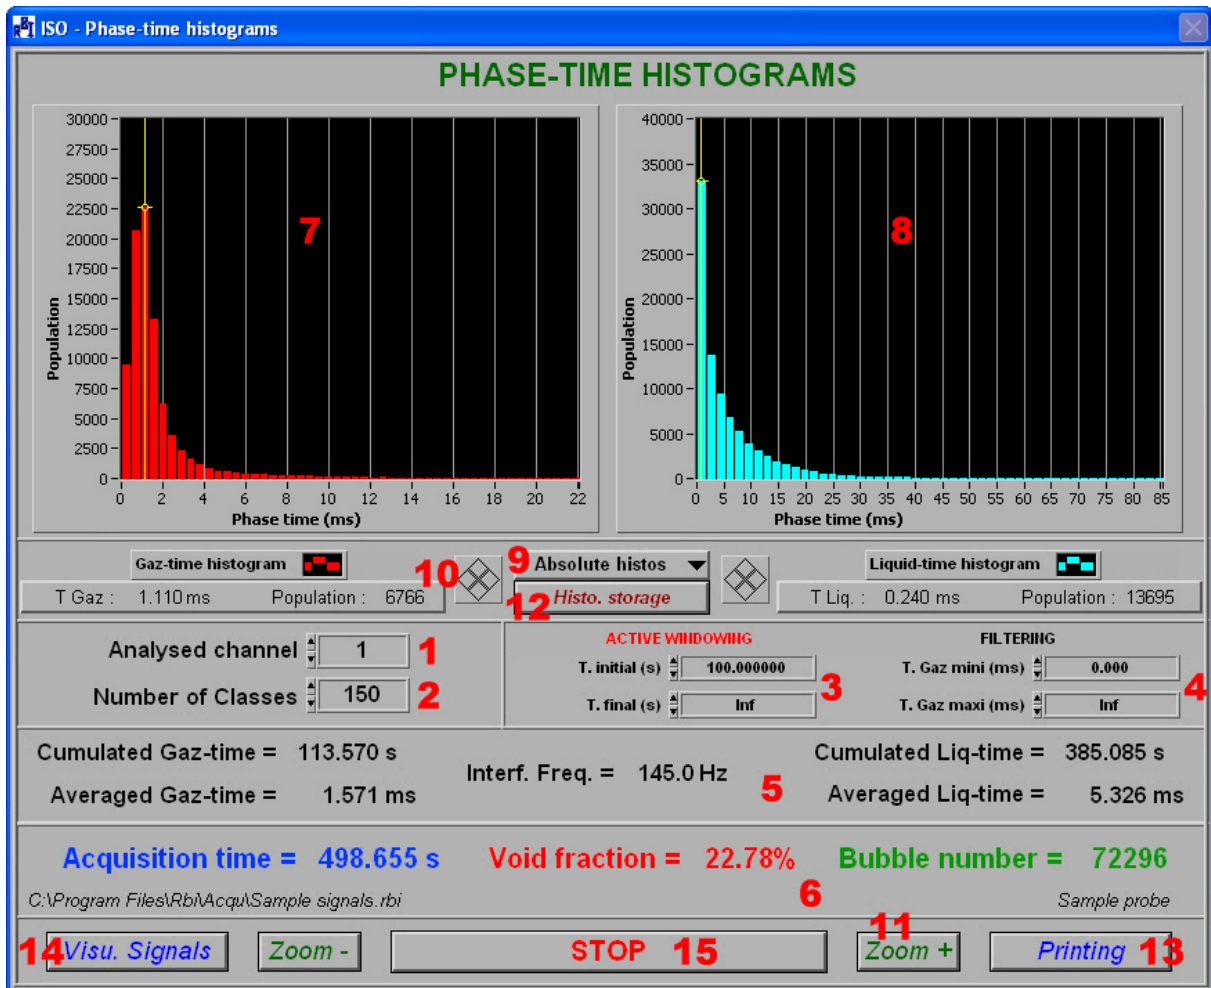 RBI ISO - Phase-time histograms
PHASE-TIME HISTOGRAMS
30000
27500
25000
22500
20000
17500
15000
12500
10000
7500
5000
2500
0
Population
0 2 4 6 8 10 12 14 16 18 20 22
Phase time (ms)
7
40000
35000
30000
25000
20000
15000
10000
5000
0
Population
0 5 10 15 20 25 30 35 40 45 50 55 60 65 70 75 80 85
Phase time (ms)
8
Gaz-time histogram
10
9 Absolute histos
Liquid-time histogram
T Gaz : 1.110 ms Population : 6766
12 Histo. storage
T Liq. : 0.240 ms Population : 13695
Analysed channel 1 1
Number of Classes 150 2
ACTIVE WINDOWING
T. initial (s) 100.000000
T. final (s) Inf
3
FILTERING
T. Gaz mini (ms) 0.000
T. Gaz maxi (ms) Inf
4
Cumulated Gaz-time = 113.570 s
Averaged Gaz-time = 1.571 ms
Interf. Freq. = 145.0 Hz
5
Cumulated Liq-time = 385.085 s
Averaged Liq-time = 5.326 ms
Acquisition time = 498.655 s Void fraction = 22.78% Bubble number = 72296
C:\Program Files\Rbi\Acqu\Sample signals.rbi 6 Sample probe
14 Visu. Signals Zoom - STOP 15 11 Zoom + Printing 13